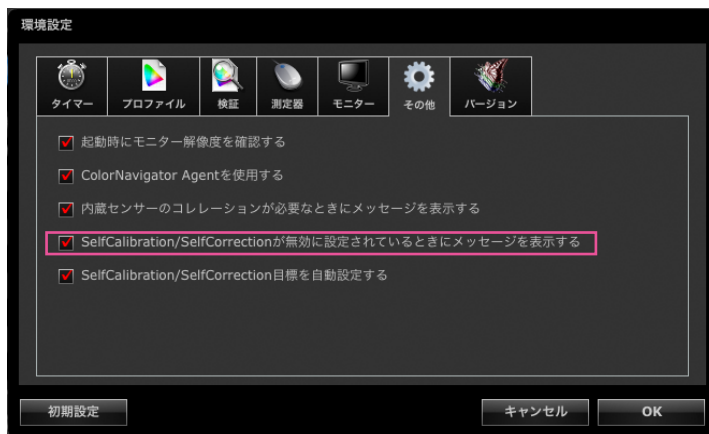 環境設定
タイマー
プロファイル
検証
測定器
モニター
その他
バージョン
起動時にモニター解像度を確認する
ColorNavigator Agentを使用する
内蔵センサーのコレレーションが必要なときにメッセージを表示する
SelfCalibration/SelfCorrectionが無効に設定されているときにメッセージを表示する
SelfCalibration/SelfCorrection目標を自動設定する
初期設定
キャンセル
OK